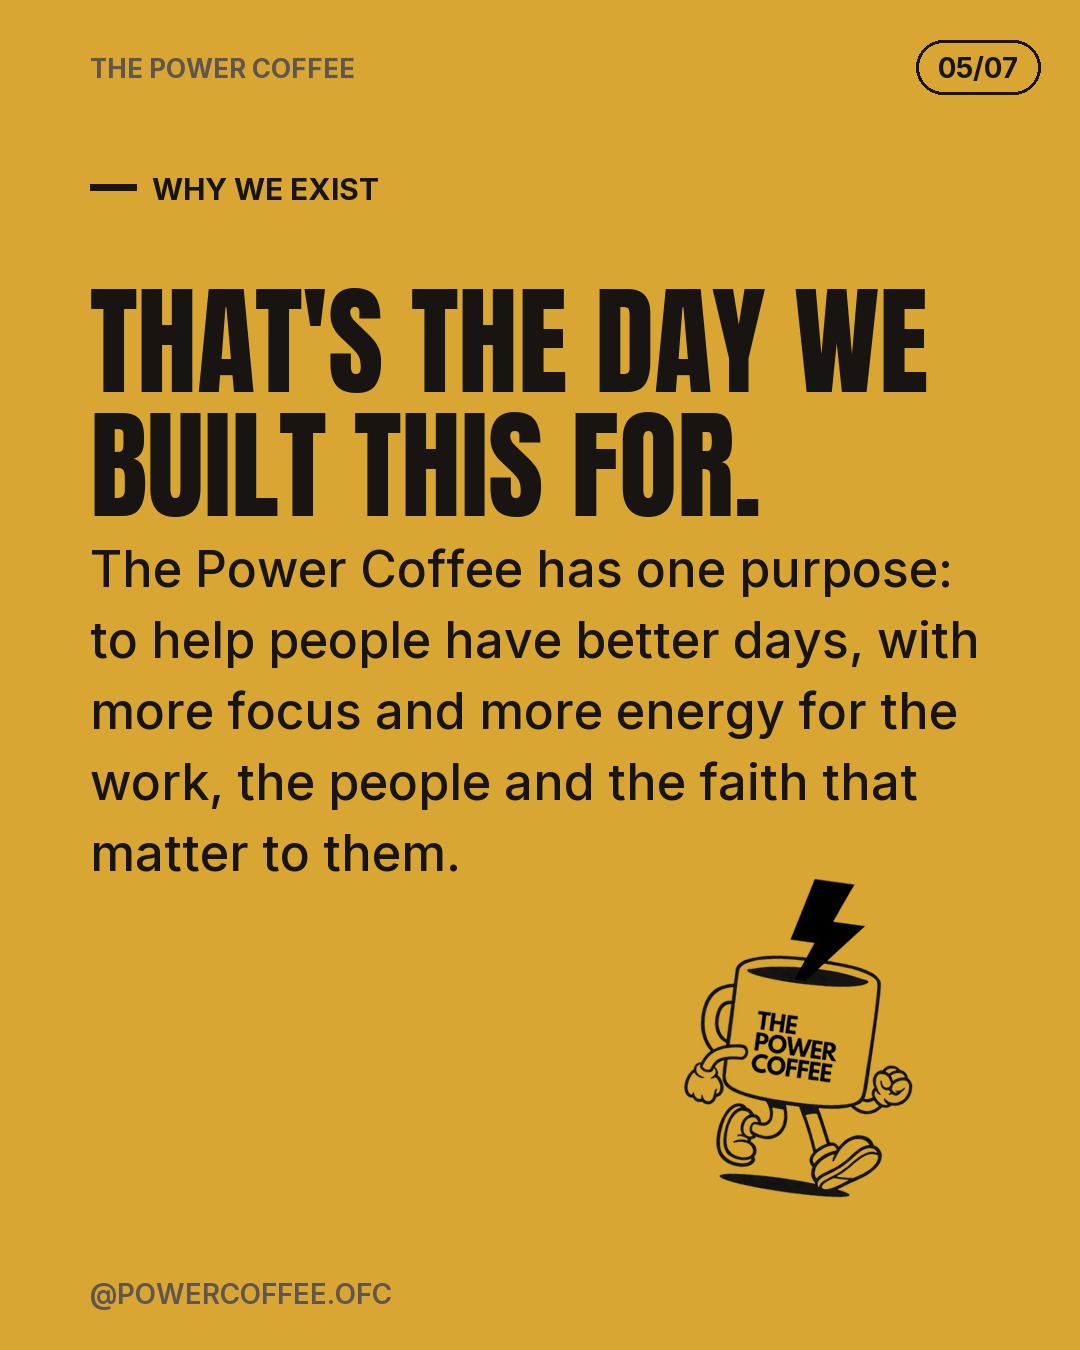 THE POWER COFFEE
05/07
WHY WE EXIST
THAT'S THE DAY WE
BUILT THIS FOR.
The Power Coffee has one purpose:
to help people have better days, with
more focus and more energy for the
work, the people and the faith that
matter to them.
THE
POWER
COFFEE
@POWERCOFFEE.OFC